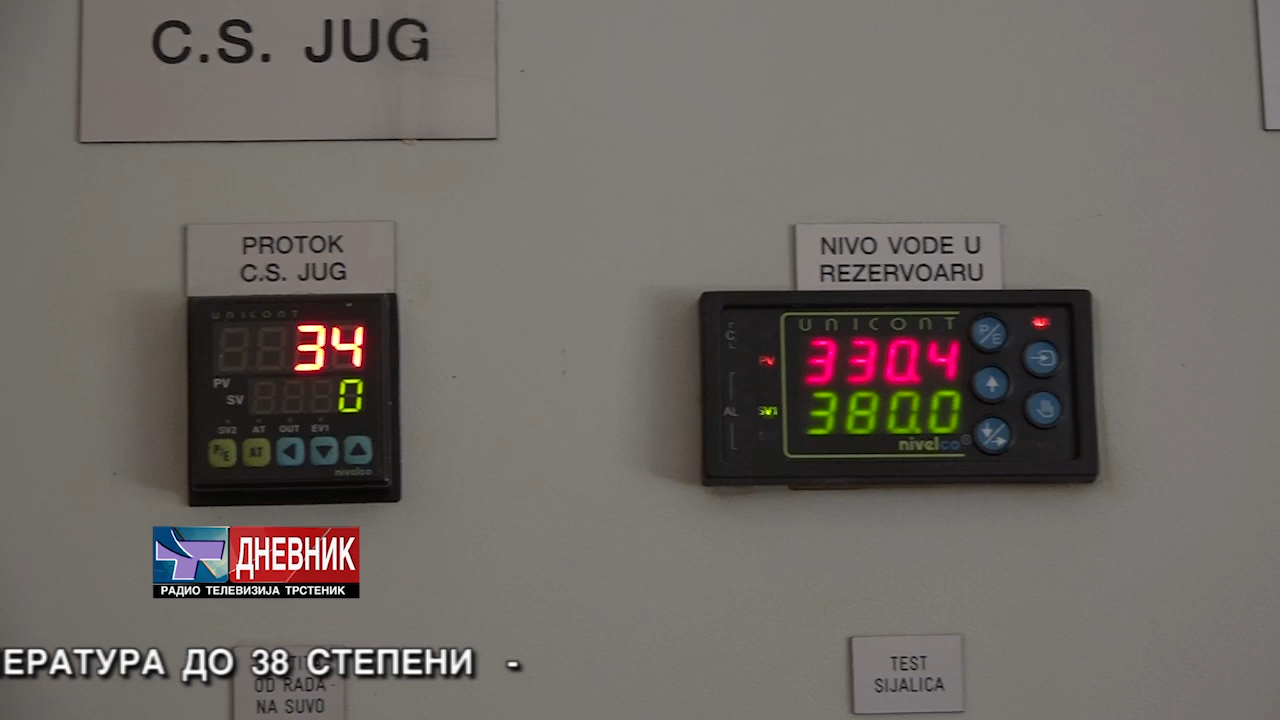 C.S. JUG
PROTOK
C.S. JUG
UNICONT
34
PV
SV
0
SV2 AT OUT EV1
P/E AT
nivelco
NIVO VODE U
REZERVOARU
UNICONT
P/E
PV
330.4
AL
SV1
380.0
nivelco®
ДНЕВНИК
РАДИО ТЕЛЕВИЗИЈА ТРСТЕНИК
ЕРАТУРА ДО 38 СТЕПЕНИ -
OD RADA
NA SUVO
TEST
SIJALICA